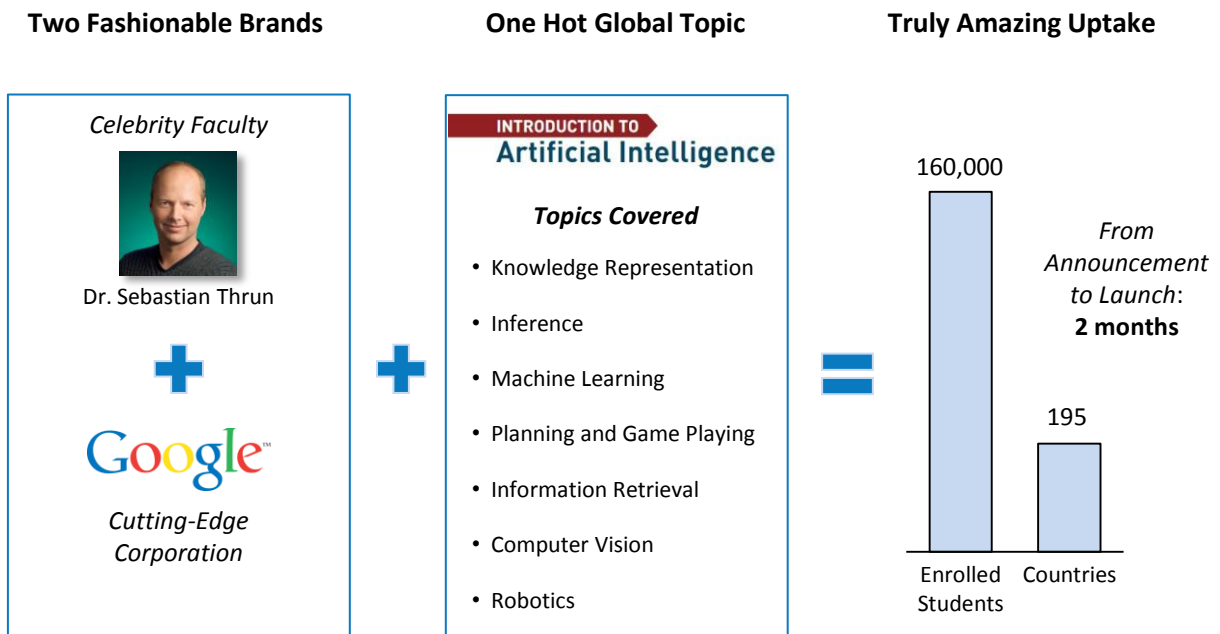 Two Fashionable Brands
One Hot Global Topic
Truly Amazing Uptake
Celebrity Faculty
Dr. Sebastian Thrun
Google™
Cutting-Edge
Corporation
INTRODUCTION TO
Artificial Intelligence
Topics Covered
• Knowledge Representation
• Inference
• Machine Learning
• Planning and Game Playing
• Information Retrieval
• Computer Vision
• Robotics
160,000
195
From
Announcement
to Launch:
2 months
Enrolled
Students
Countries